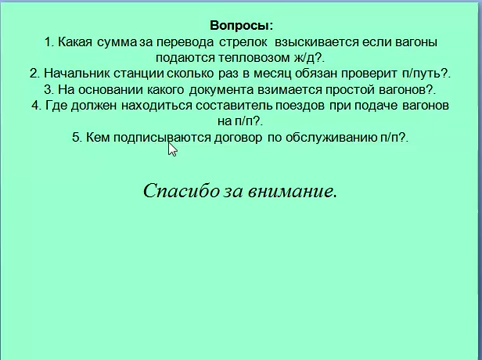 Вопросы:
1. Какая сумма за перевода стрелок взыскивается если вагоны
подаются тепловозом ж/д?.
2. Начальник станции сколько раз в месяц обязан проверит п/путь?.
3. На основании какого документа взимается простой вагонов?.
4. Где должен находиться составитель поездов при подаче вагонов
на п/п?.
5. Кем подписываются договор по обслуживанию п/п?.
Спасибо за внимание.